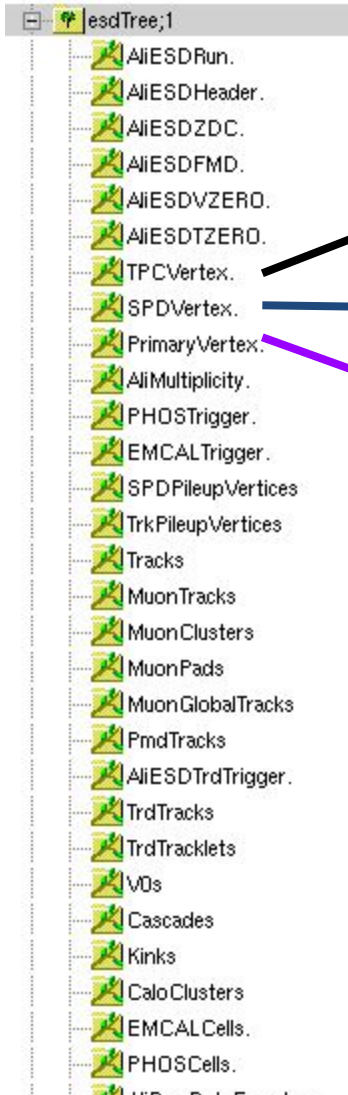 esdTree;1
AliESDRun.
AliESDHeader.
AliESDZDC.
AliESDFMD.
AliESDVZERO.
AliESDTZERO.
TPCVertex.
SPDVertex.
PrimaryVertex.
AliMultiplicity.
PHOSTrigger.
EMCALTrigger.
SPDPileupVertices
TrkPileupVertices
Tracks
MuonTracks
MuonClusters
MuonPads
MuonGlobalTracks
PmdTracks
AliESDTrdTrigger.
TrdTracks
TrdTracklets
V0s
Cascades
Kinks
CaloClusters
EMCALCells.
PHOSCells.